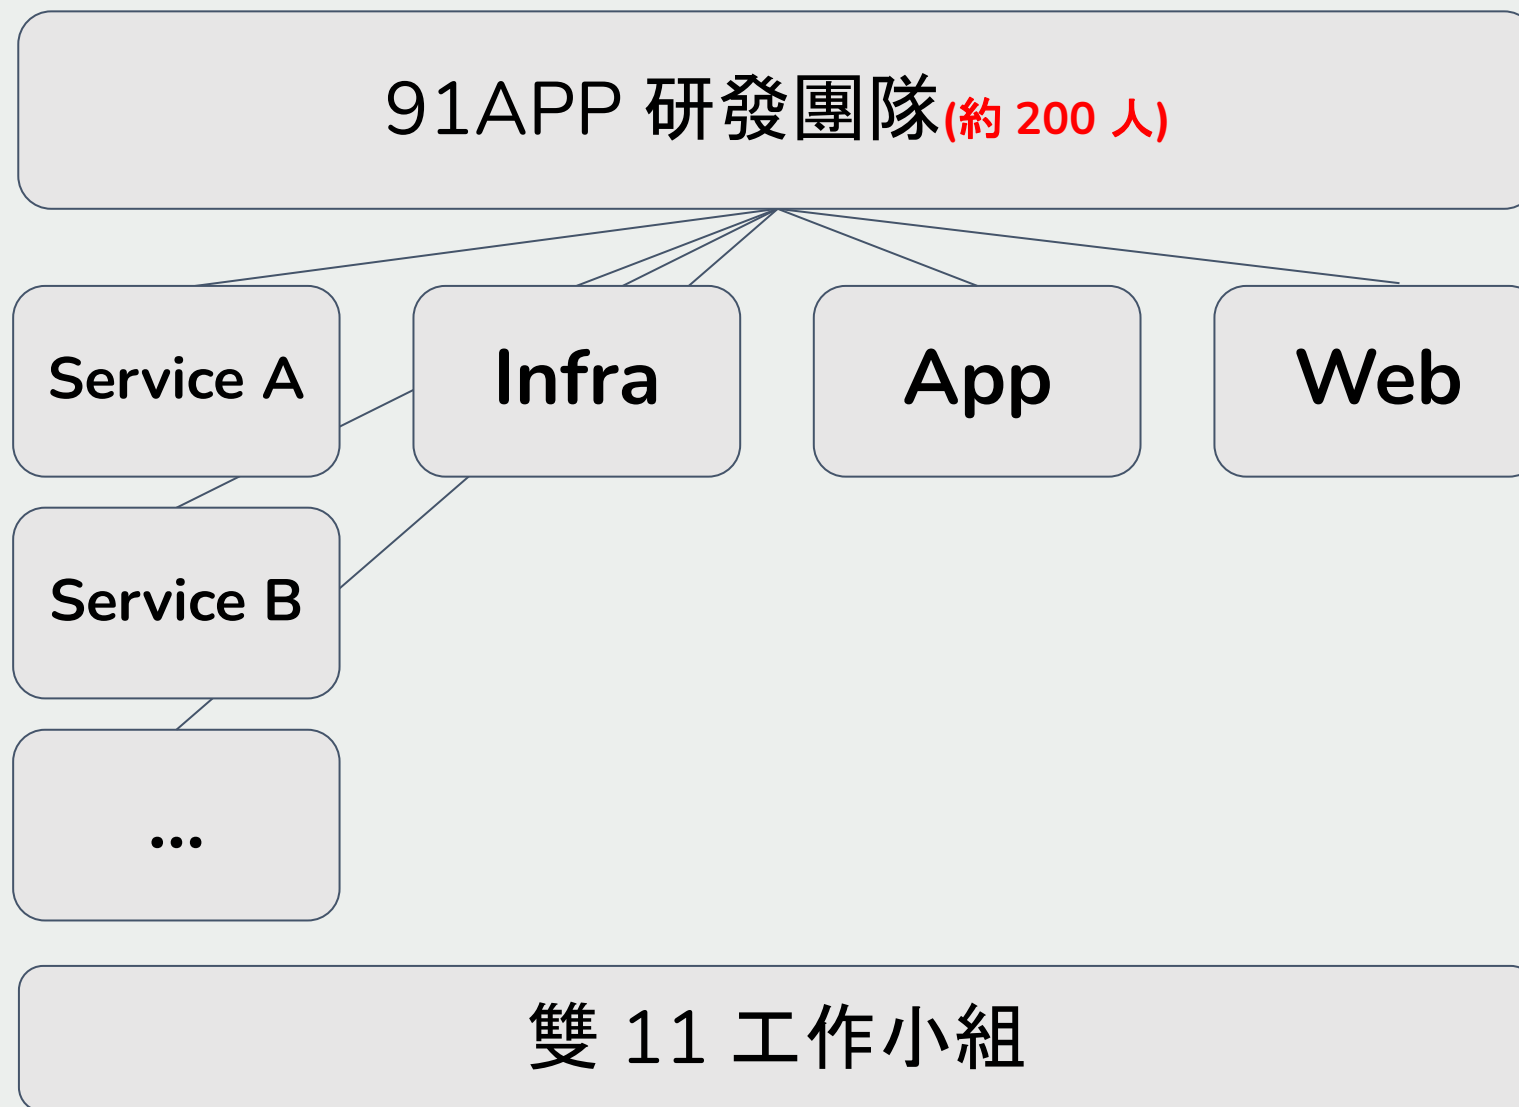 91APP 研發團隊(約 200 人)
Service A
Infra
App
Web
Service B
...
雙 11 工作小組